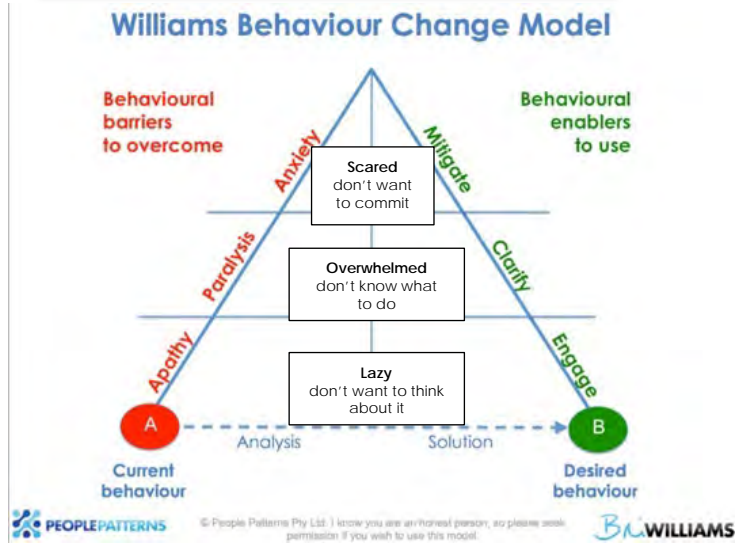 Williams Behaviour Change Model
Behavioural
barriers
to overcome
Behavioural
enablers
to use
Anxiety
Mitigate
Scared
don't want
to commit
Paralysis
Clarify
Overwhelmed
don't know what
to do
Apathy
Engage
Lazy
don't want to think
about it
A
B
Analysis
Solution
Current
behaviour
Desired
behaviour
PEOPLEPATTERNS
© People Patterns Pty Ltd. I know you are an honest person, so please seek
permission if you wish to use this model.
Bri WILLIAMS